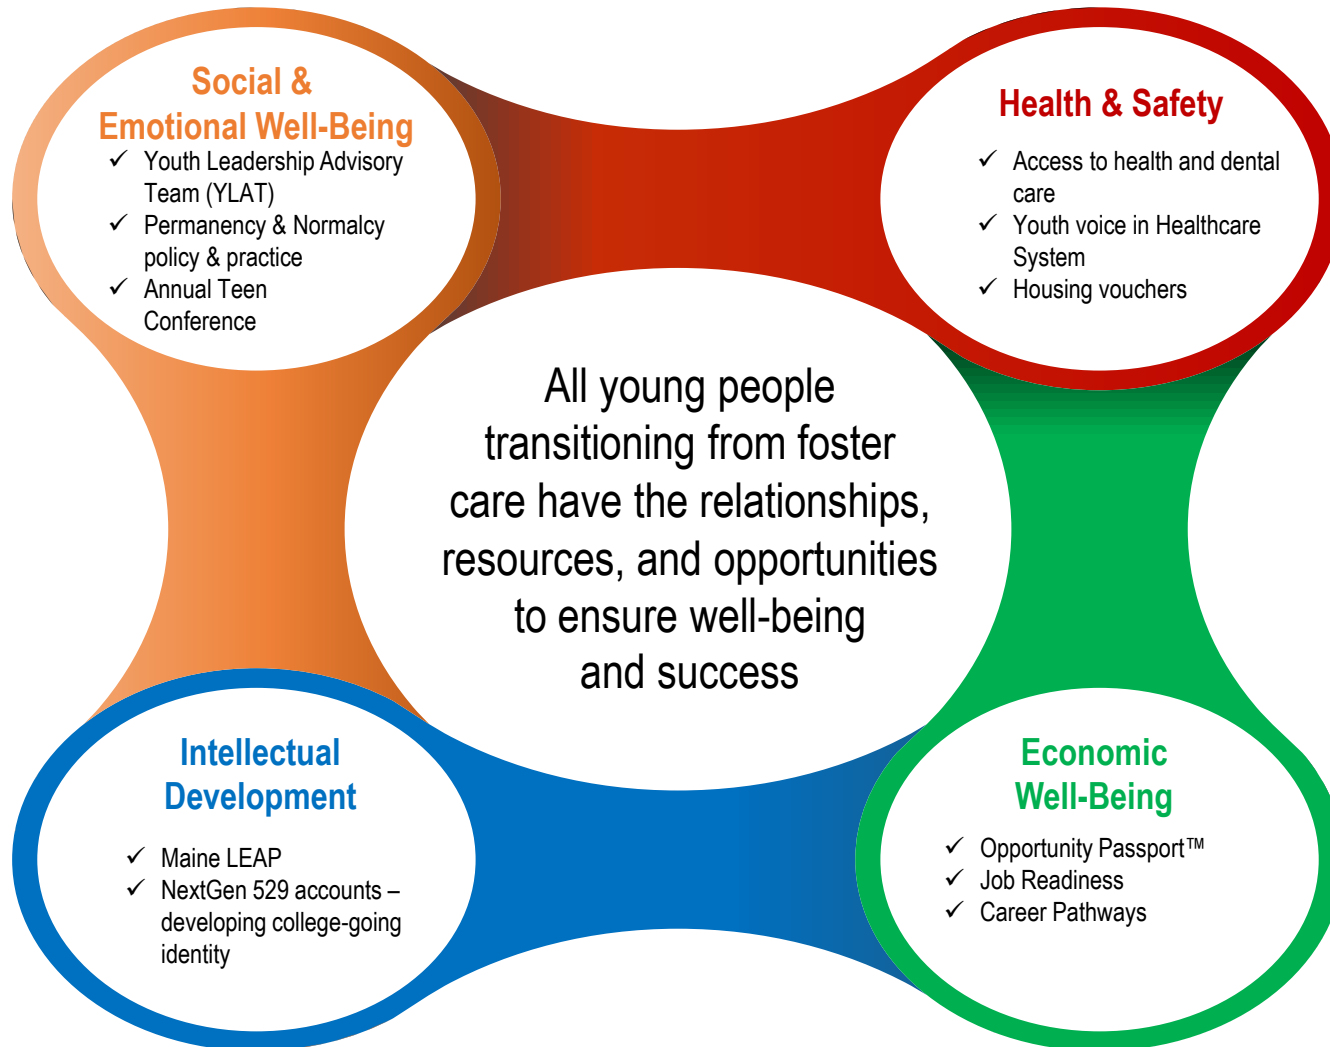 Social &
Emotional Well-Being
✓ Youth Leadership Advisory
Team (YLAT)
✓ Permanency & Normalcy
policy & practice
✓ Annual Teen
Conference
Health & Safety
✓ Access to health and dental
care
✓ Youth voice in Healthcare
System
✓ Housing vouchers
All young people
transitioning from foster
care have the relationships,
resources, and opportunities
to ensure well-being
and success
Intellectual
Development
✓ Maine LEAP
✓ NextGen 529 accounts –
developing college-going
identity
Economic
Well-Being
✓ Opportunity Passport™
✓ Job Readiness
✓ Career Pathways